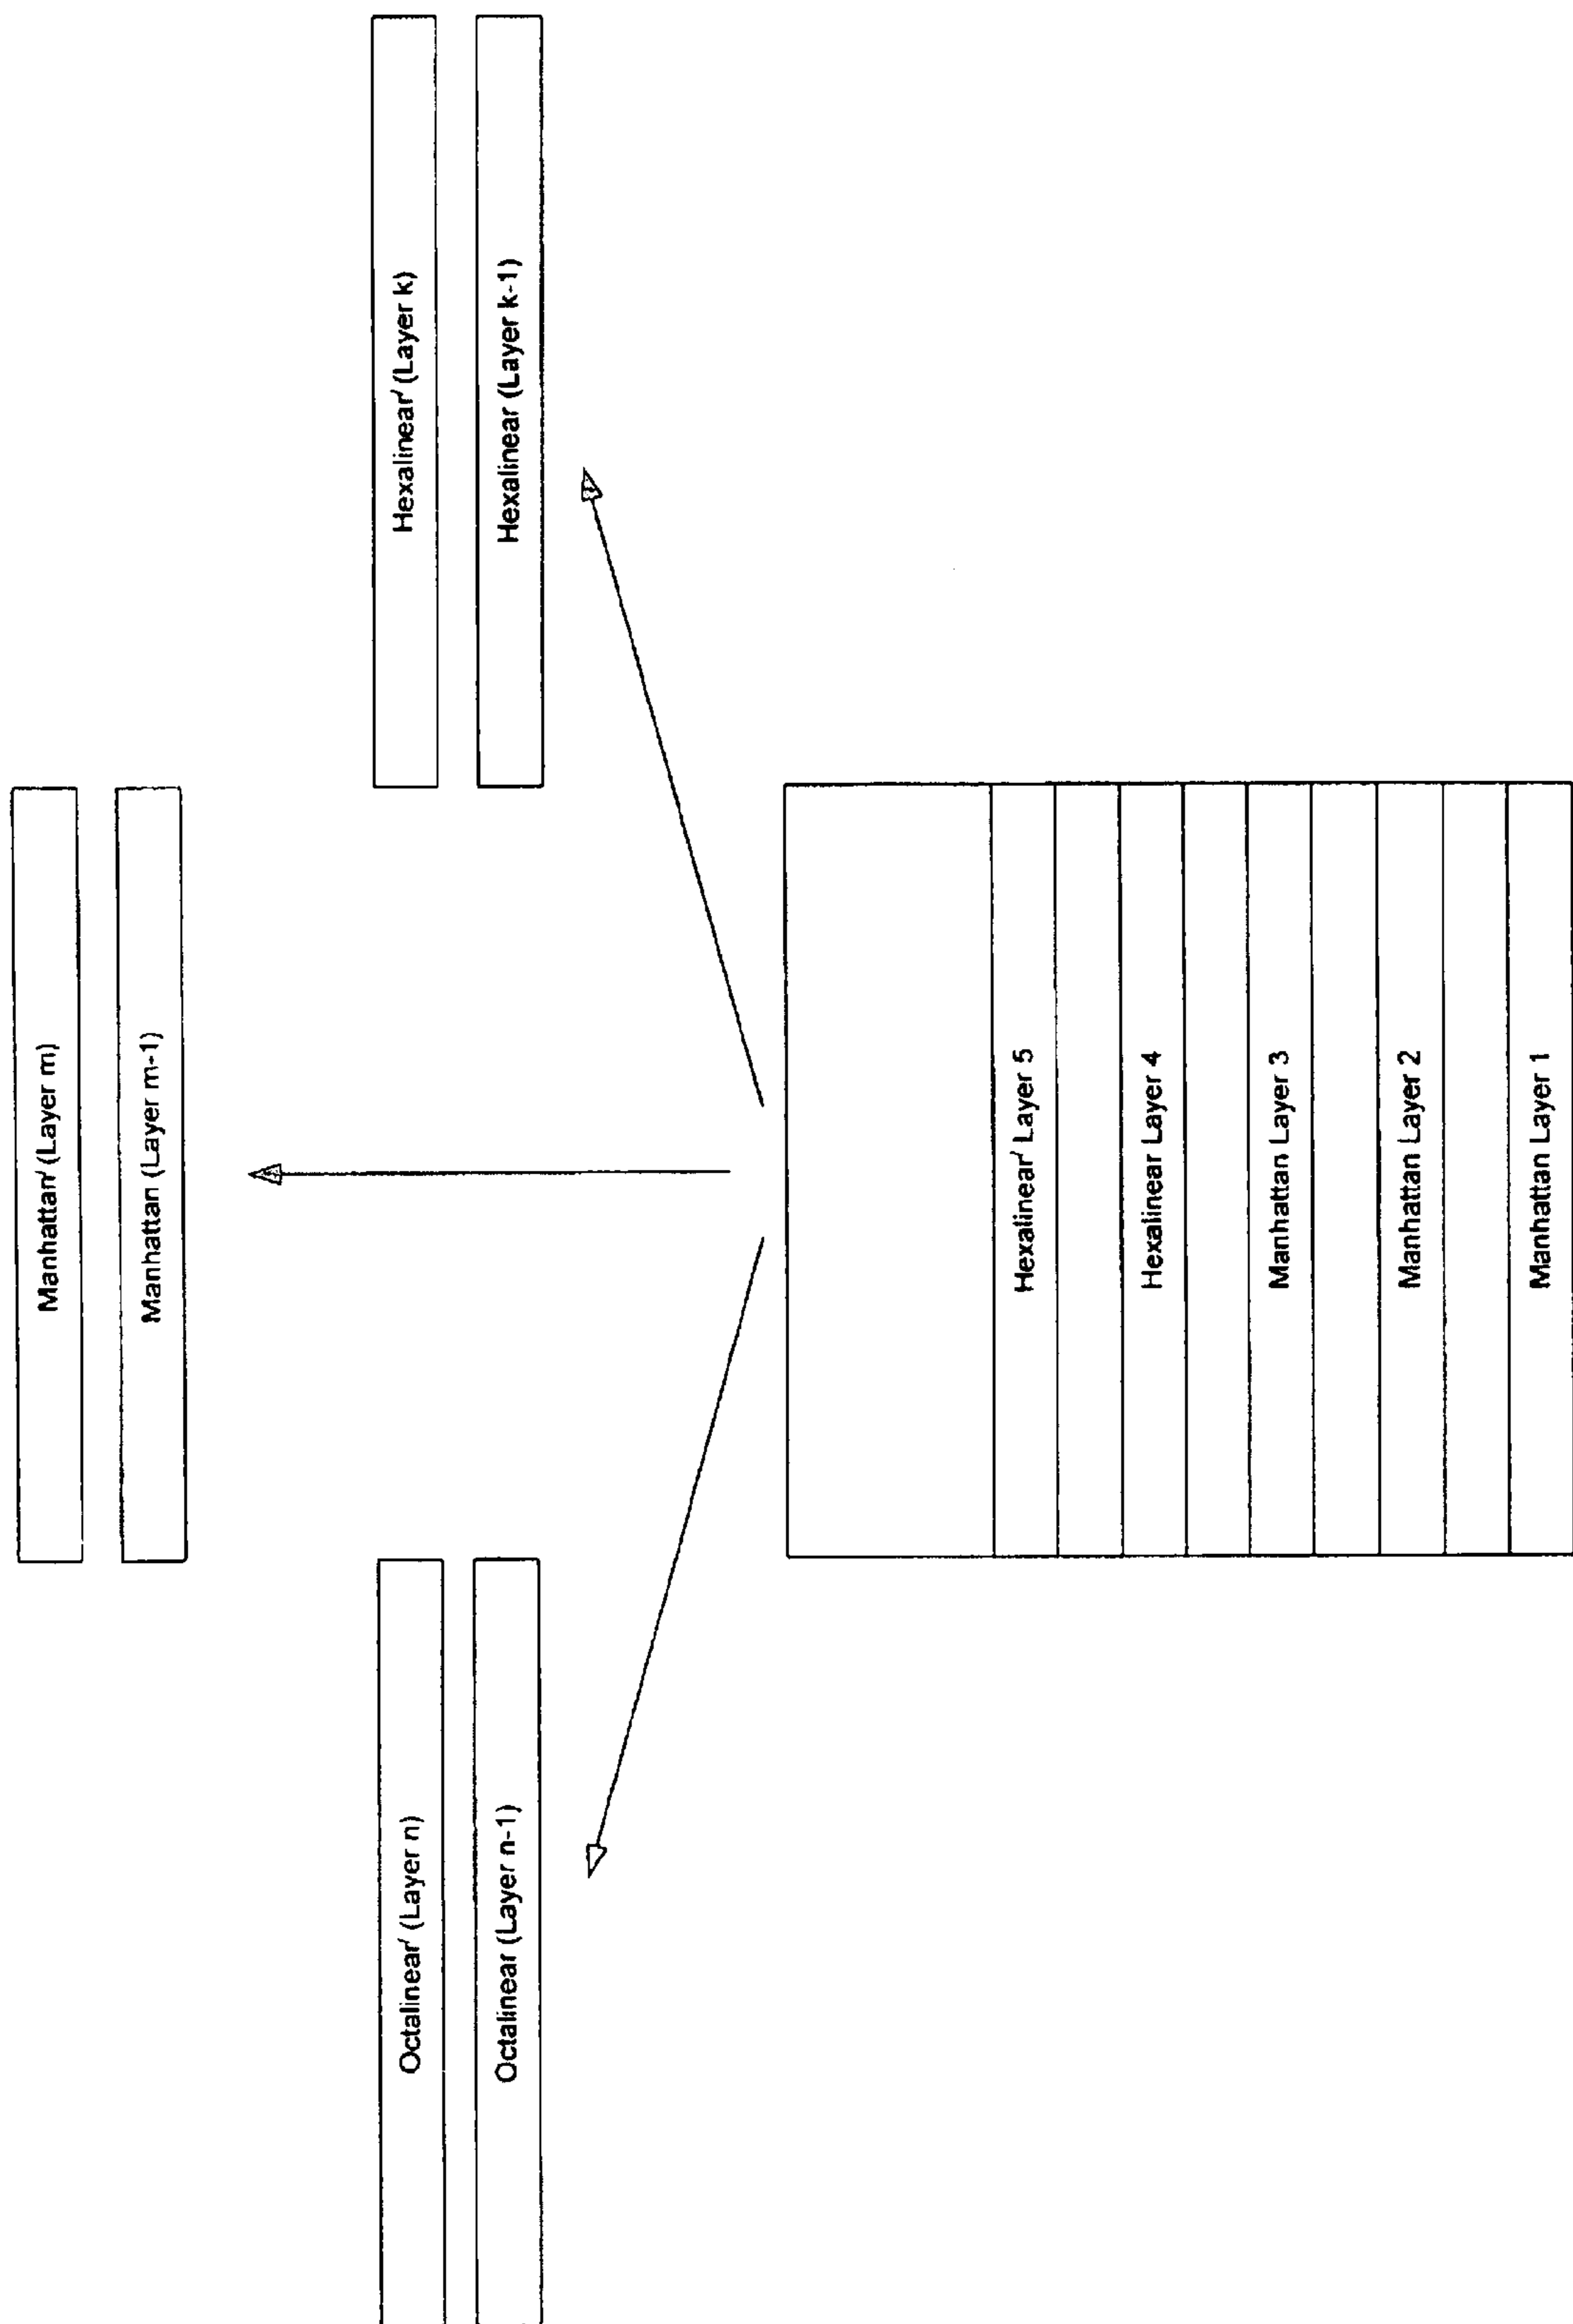 Manhattan' (Layer m)
Manhattan (Layer m-1)
Octalinear' (Layer n)
Octalinear (Layer n-1)
Hexalinear' (Layer k)
Hexalinear (Layer k-1)
Hexalinear' Layer 5
Hexalinear Layer 4
Manhattan Layer 3
Manhattan Layer 2
Manhattan Layer 1